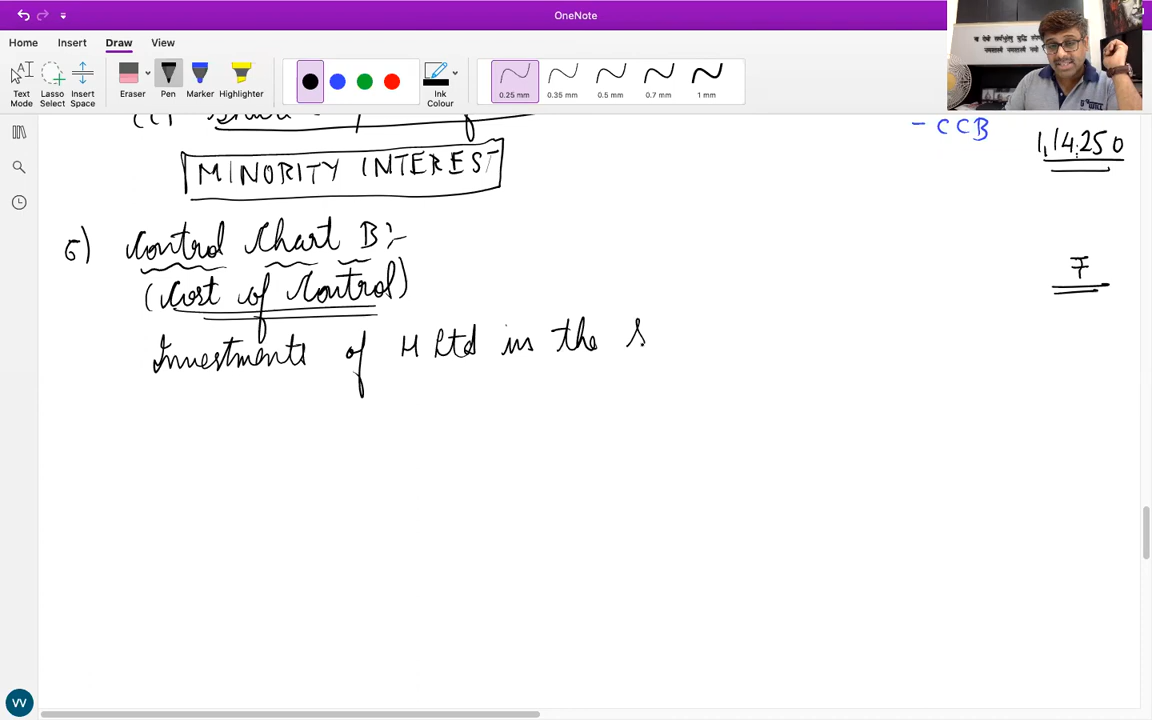 OneNote
Home Insert Draw View
Text Mode
Lasso Select
Insert Space
Eraser
Pen
Marker
Highlighter
Ink Colour
0.25 mm 0.35 mm 0.5 mm 0.7 mm 1 mm
- CCB
1,14,250
MINORITY INTEREST
5) Control Chart B:-
(Cost of Control)
7
Investments of H Ltd in the S
VV